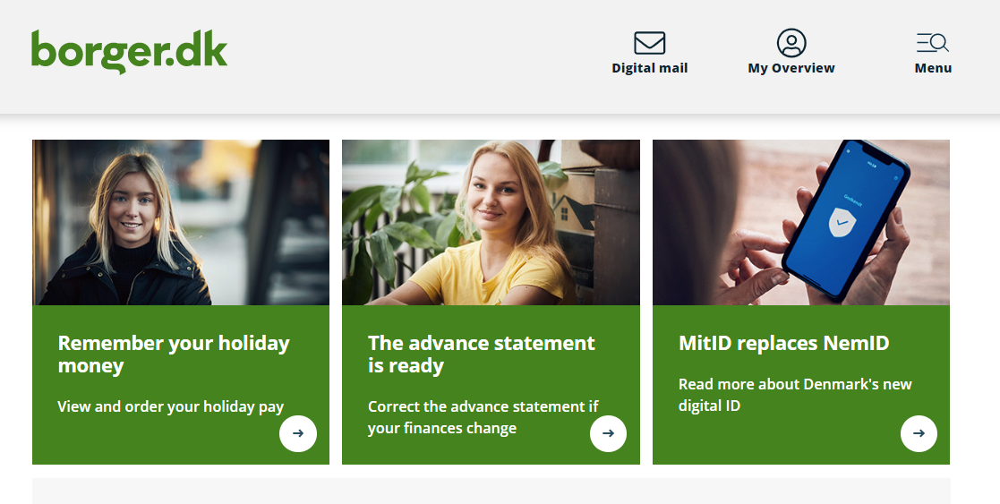 borger.dk
Digital mail
My Overview
Menu
Remember your holiday
money
View and order your holiday pay
The advance statement
is ready
Correct the advance statement if
your finances change
MitID replaces NemID
Read more about Denmark's new
digital ID